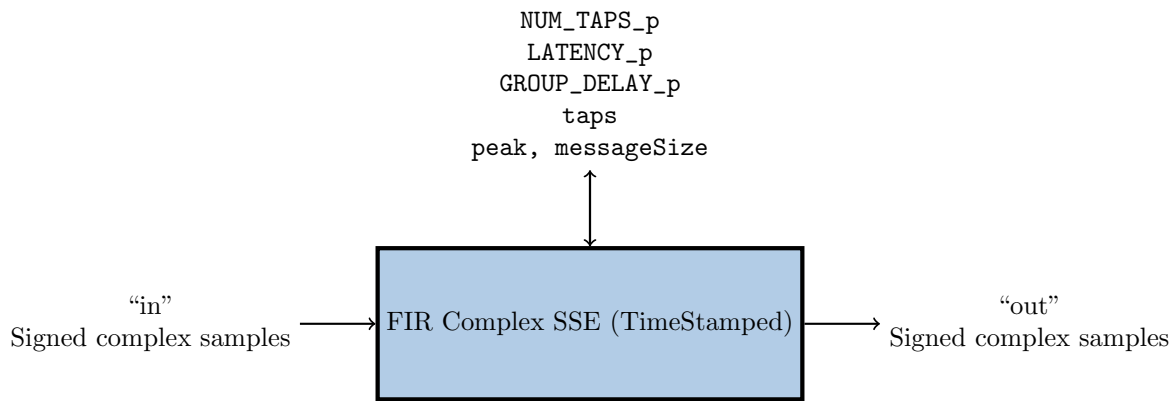 NUM_TAPS_p
LATENCY_p
GROUP_DELAY_p
taps
peak, messageSize
“in”
Signed complex samples
FIR Complex SSE (TimeStamped)
“out”
Signed complex samples